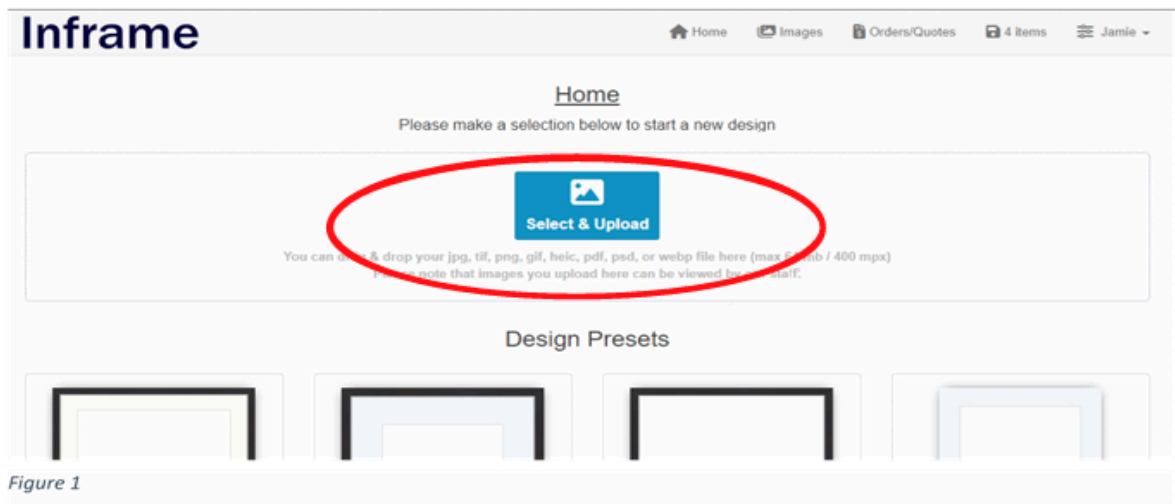 Inframe
Home Images Orders/Quotes 4 items Jamie
Home
Please make a selection below to start a new design
Select & Upload
You can & drop your jpg, tif, png, gif, heic, pdf, psd, or webp file here (max mb / 400 mpx)
note that images you upload here can be viewed by staff.
Design Presets
Figure 1